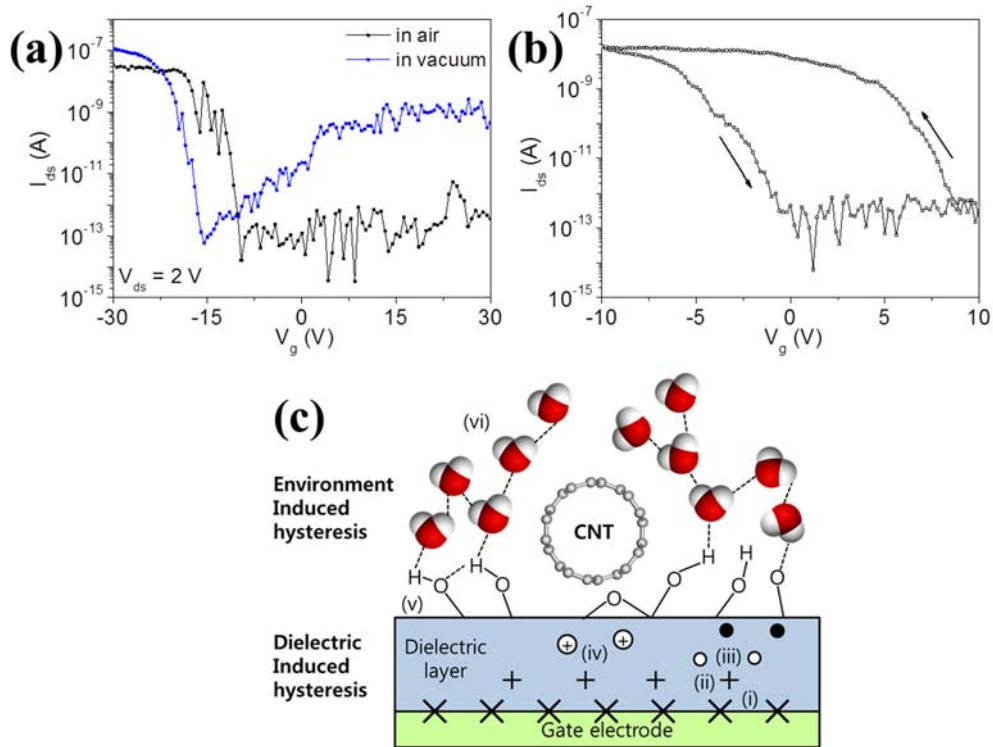 (a)
in air
in vacuum
10⁻⁷
10⁻⁹
10⁻¹¹
10⁻¹³
10⁻¹⁵
I_ds (A)
V_ds = 2 V
-30
-15
0
15
30
V_g (V)
(b)
10⁻⁷
10⁻⁹
10⁻¹¹
10⁻¹³
10⁻¹⁵
I_ds (A)
-10
-5
0
5
10
V_g (V)
(c)
(vi)
Environment
Induced
hysteresis
CNT
H
H
H
H
O
O
O
O
O
O
(v)
Dielectric
Induced
hysteresis
Dielectric
layer
(iv)
(iii)
(ii)
(i)
Gate electrode